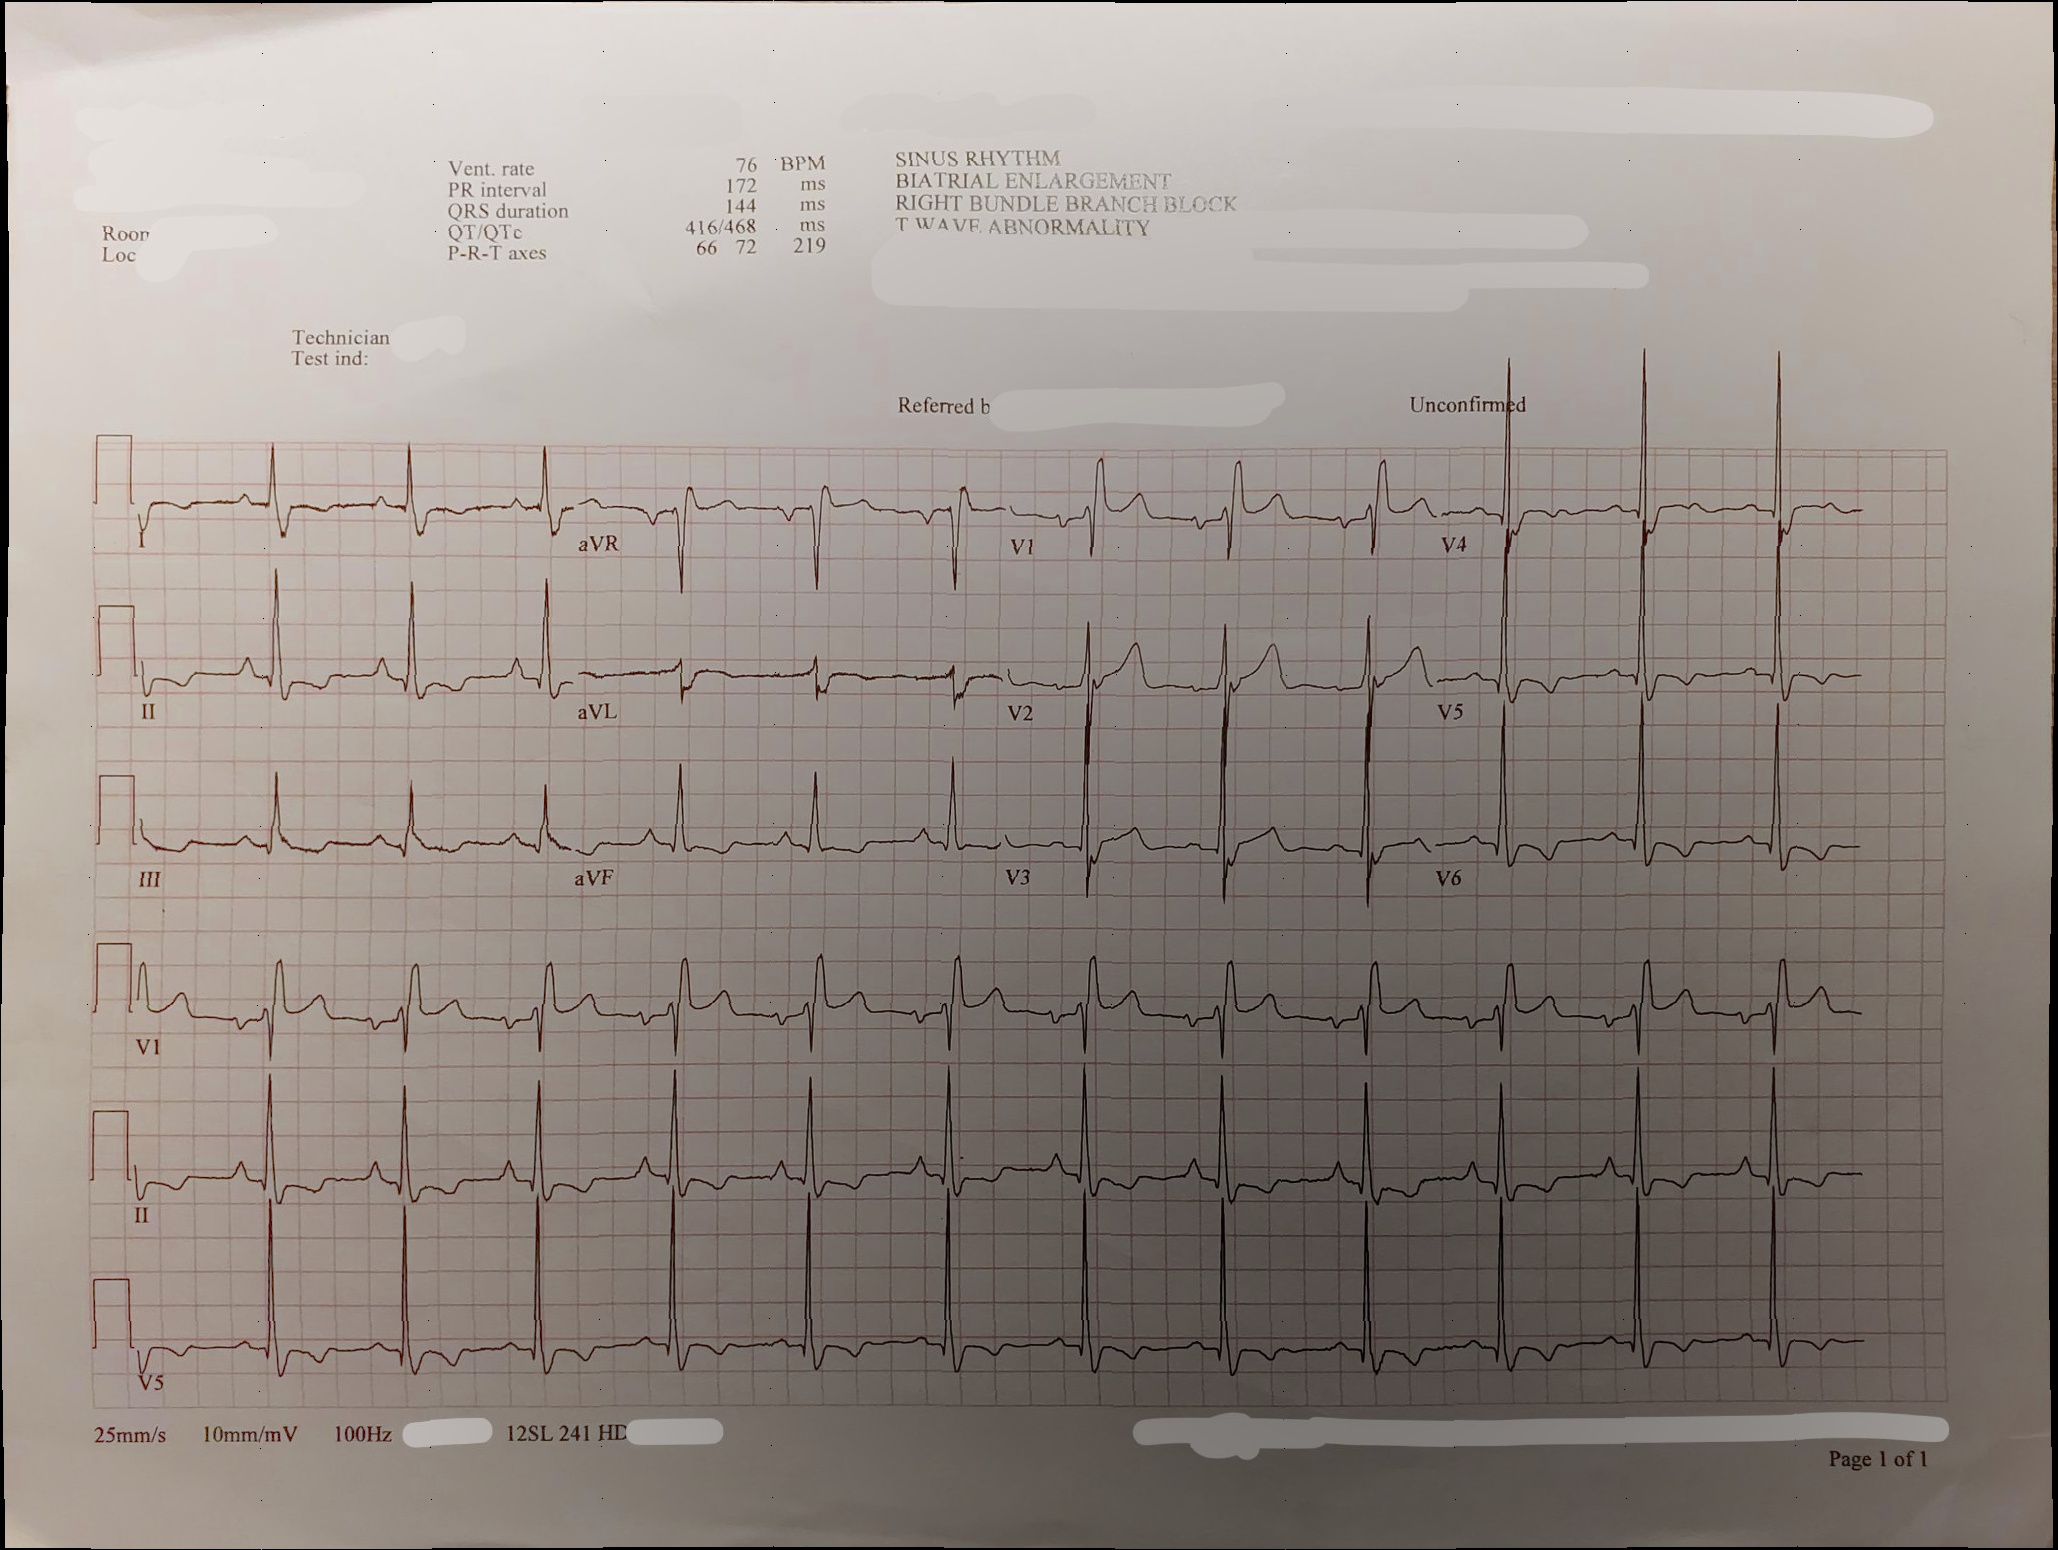 Vent. rate 76 BPM
PR interval 172 ms
QRS duration 144 ms
QT/QTc 416/468 ms
P-R-T axes 66 72 219
SINUS RHYTHM
BIATRIAL ENLARGEMENT
RIGHT BUNDLE BRANCH BLOCK
T WAVE ABNORMALITY
Loc
Technician
Test ind:
Referred b
Unconfirmed
I aVR V1 V4
II aVL V2 V5
III aVF V3 V6
V1
II
V5
25mm/s 10mm/mV 100Hz 12SL 241 HD
Page 1 of 1